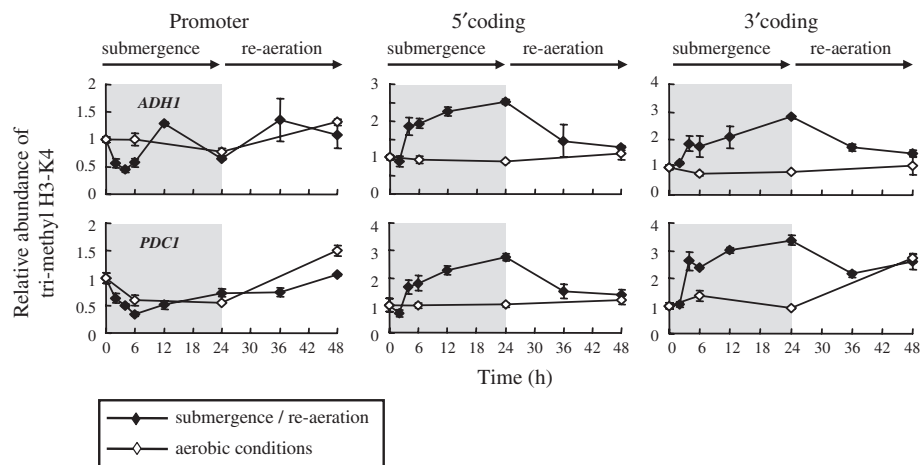 Promoter 5′coding 3′coding
submergence re-aeration submergence re-aeration submergence re-aeration
Relative abundance of
tri-methyl H3-K4
2
1.5
1
0.5
0
ADH1
3
2
1
0
4
3
2
1
0
2
1.5
1
0.5
0
PDC1
3
2
1
0
4
3
2
1
0
0 6 12 18 24 30 36 42 48
0 6 12 18 24 30 36 42 48
0 6 12 18 24 30 36 42 48
Time (h)
submergence / re-aeration
aerobic conditions